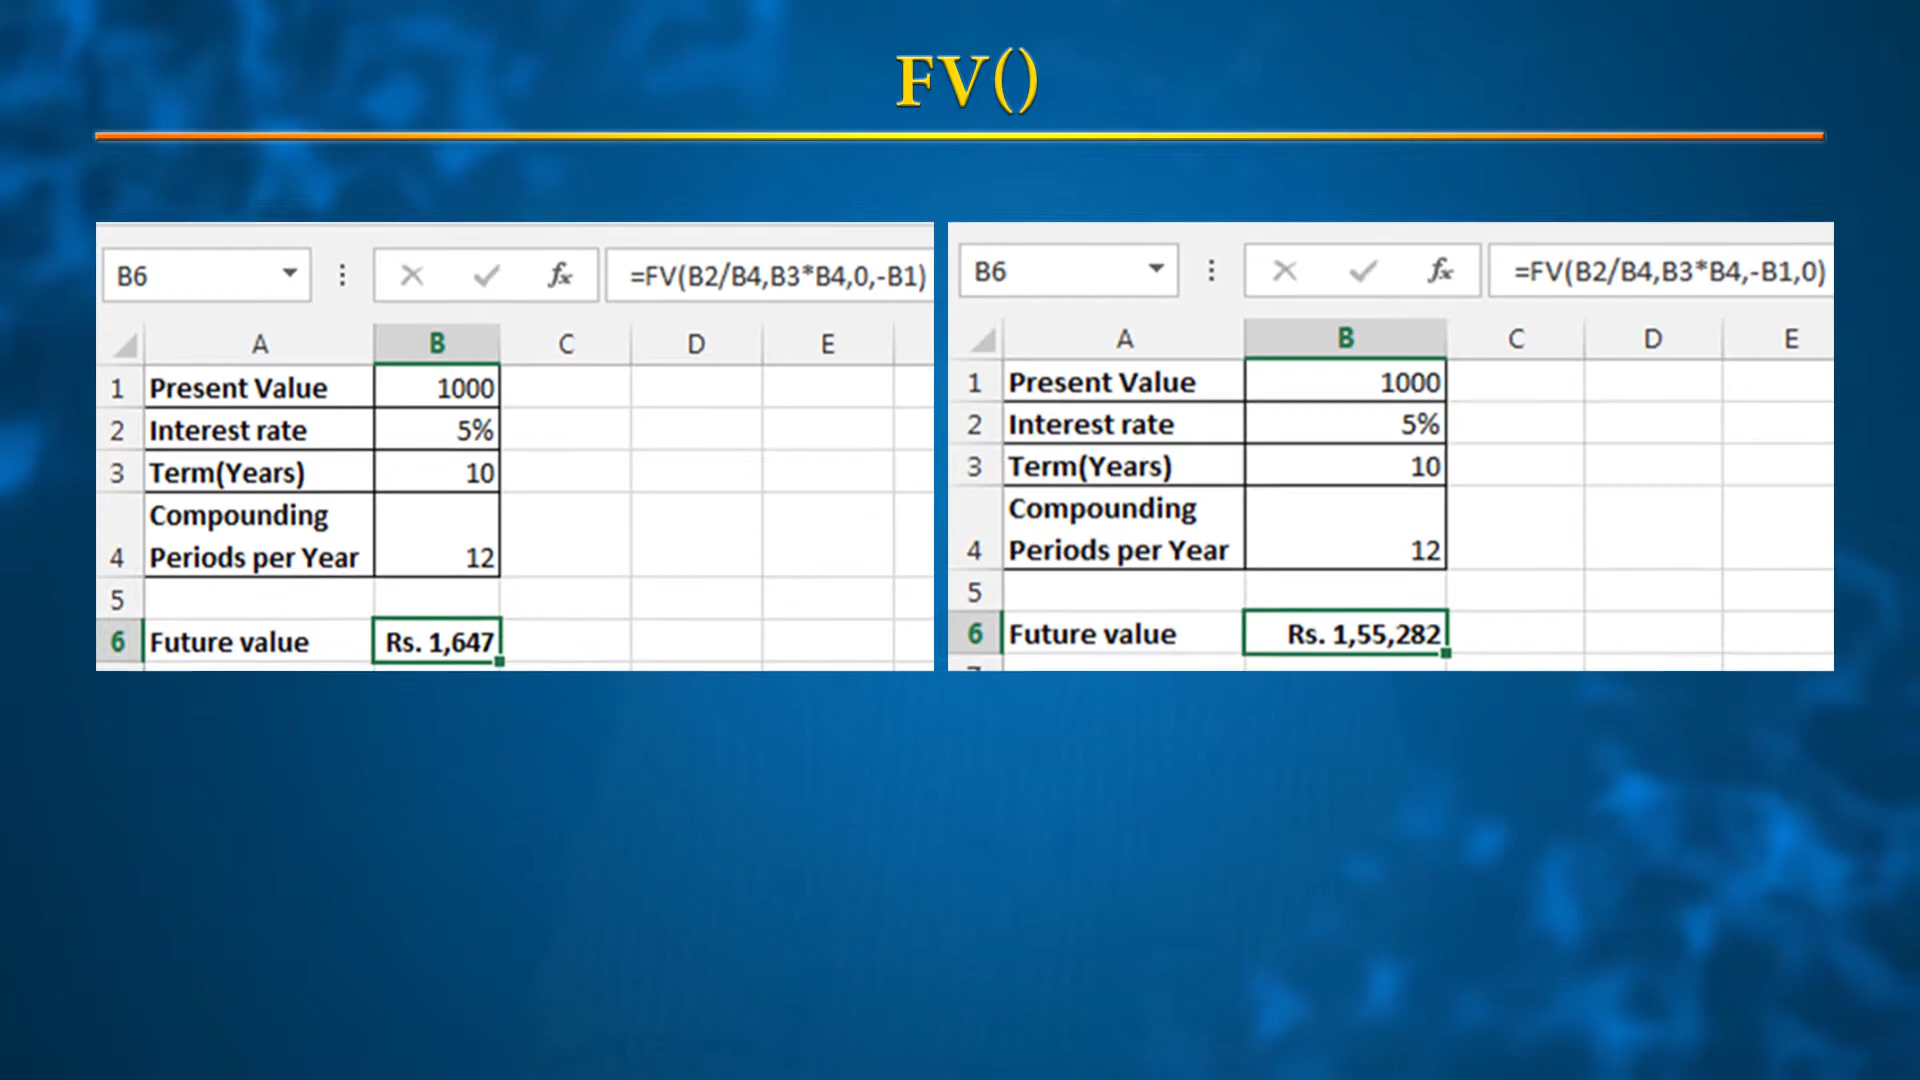 FV()
B6 fx =FV(B2/B4,B3*B4,0,-B1)
A B C D E
1 Present Value 1000
2 Interest rate 5%
3 Term(Years) 10
Compounding
4 Periods per Year 12
5
6 Future value Rs. 1,647
B6 fx =FV(B2/B4,B3*B4,-B1,0)
A B C D E
1 Present Value 1000
2 Interest rate 5%
3 Term(Years) 10
Compounding
4 Periods per Year 12
5
6 Future value Rs. 1,55,282